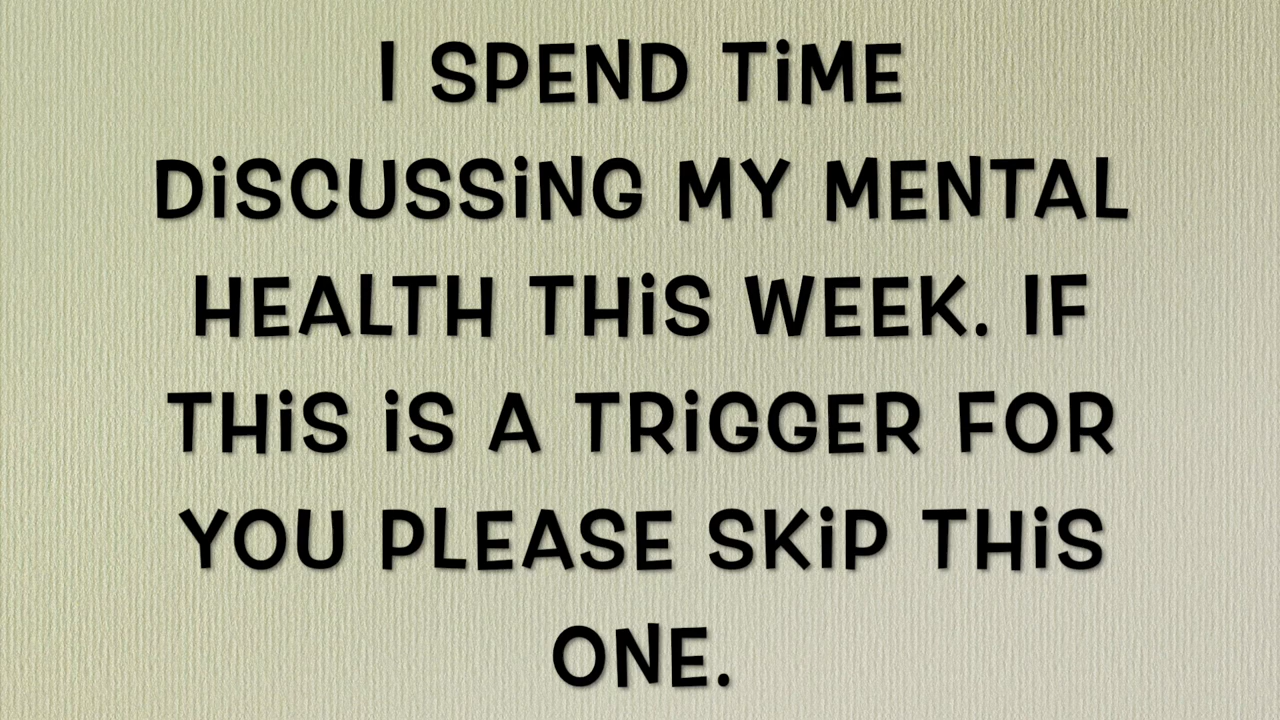 I SPEND TiME
DiSCUSSiNG MY MENTAL
HEALTH THiS WEEK. IF
THiS iS A TRiGGER FOR
YOU PLEASE SKiP THiS
ONE.